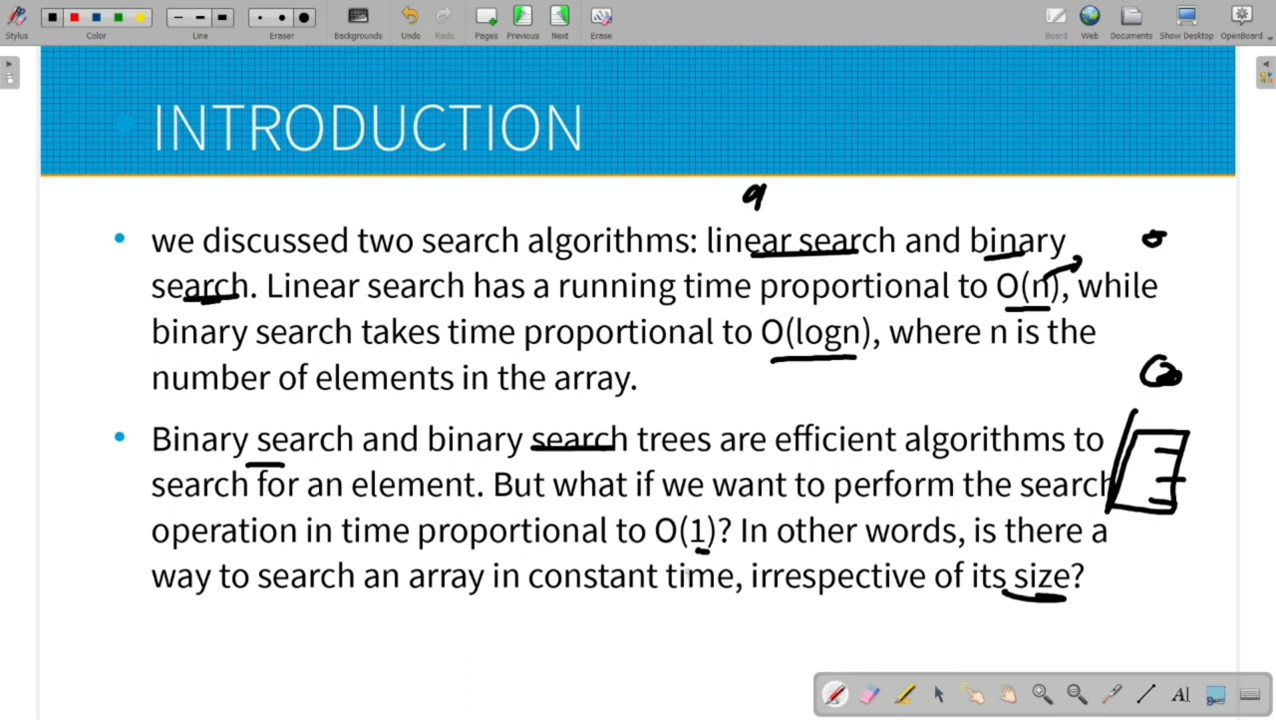 Stylus
Color
Line
Eraser
Backgrounds
Undo
Redo
Pages
Previous
Next
Erase
Board
Web
Documents
Show Desktop
OpenBoard
• INTRODUCTION
• we discussed two search algorithms: linear search and binary
search. Linear search has a running time proportional to O(n), while
binary search takes time proportional to O(logn), where n is the
number of elements in the array.
• Binary search and binary search trees are efficient algorithms to
search for an element. But what if we want to perform the search
operation in time proportional to O(1)? In other words, is there a
way to search an array in constant time, irrespective of its size?